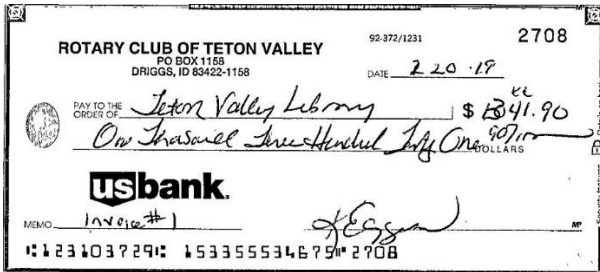 ROTARY CLUB OF TETON VALLEY
PO BOX 1158
DRIGGS, ID 83422-1158
92-372/1231
2708
DATE 2 20 · 19
PAY TO THE ORDER OF Teton Valley Library $ 1341.90
One Thousand Three Hundred Forty One 90/100 DOLLARS
usbank.
MEMO Invoice #1
K Eggers
MP
⑆123103729⑆ 153355534675⑈ 2708